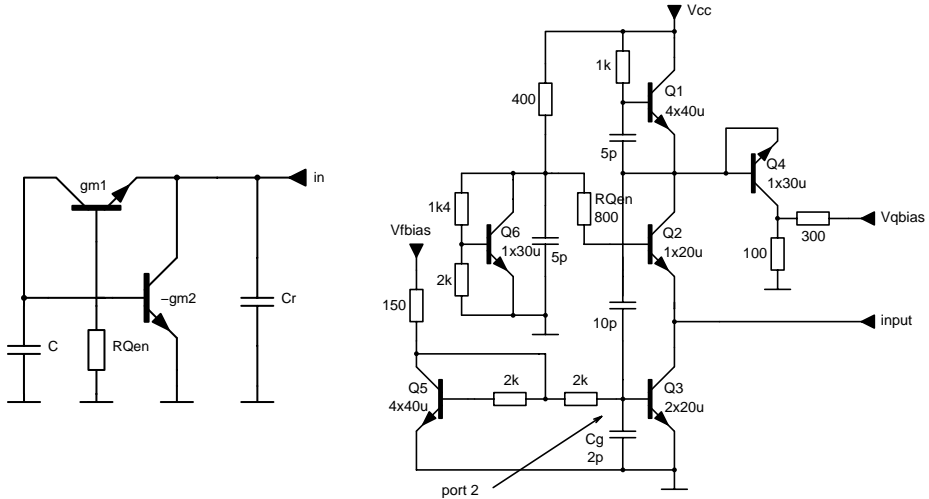 gm1
in
−gm2
C
RQen
Cr
Vcc
1k
Q1
4x40u
400
5p
Q4
1x30u
1k4
RQen
800
Vfbias
Q6
1x30u
5p
Q2
1x20u
Vqbias
300
100
2k
150
10p
input
Q5
4x40u
2k
2k
Q3
2x20u
Cg
2p
port 2